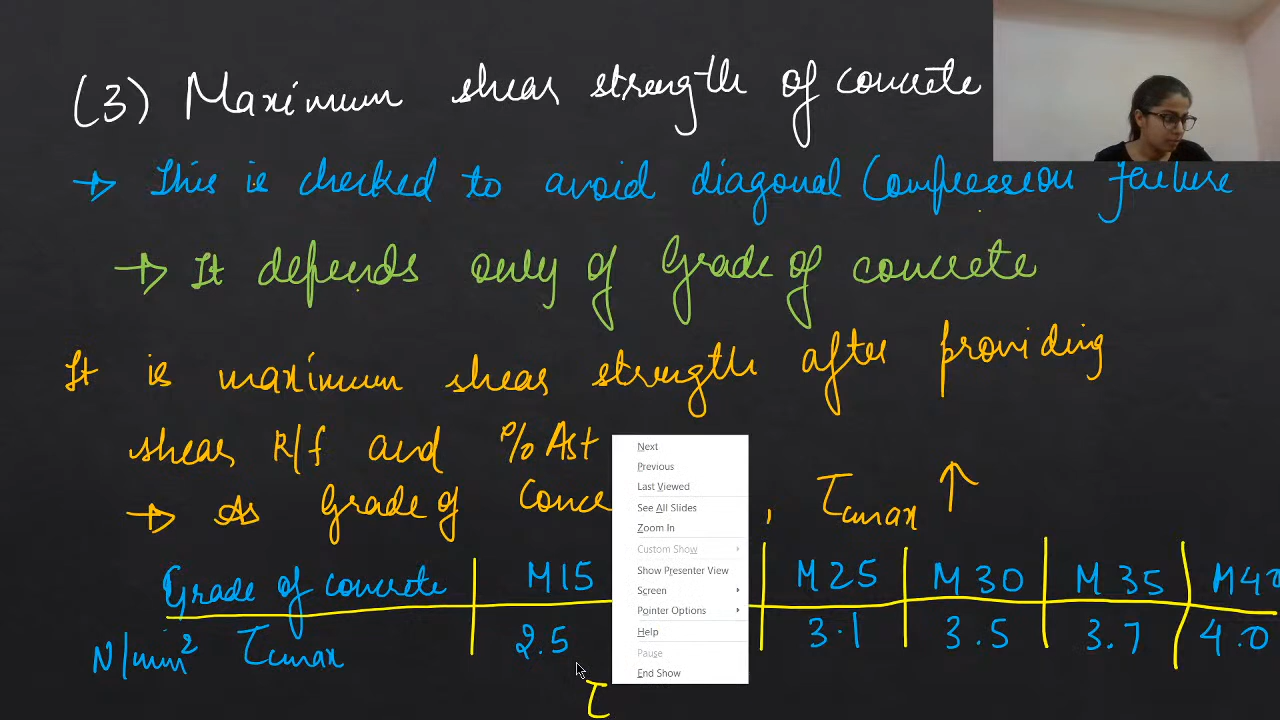 (3) Maximum shear strength of concrete
→ This is checked to avoid diagonal Compression failure
→ It depends only of Grade of concrete
It is maximum shear strength after providing
shear R/f and % Ast
→ As Grade of Conc , τcmax ↑
Grade of concrete M15 M25 M30 M35 M40
N/mm² τcmax 2.5 3.1 3.5 3.7 4.0
τ
Next
Previous
Last Viewed
See All Slides
Zoom In
Custom Show
Show Presenter View
Screen
Pointer Options
Help
Pause
End Show